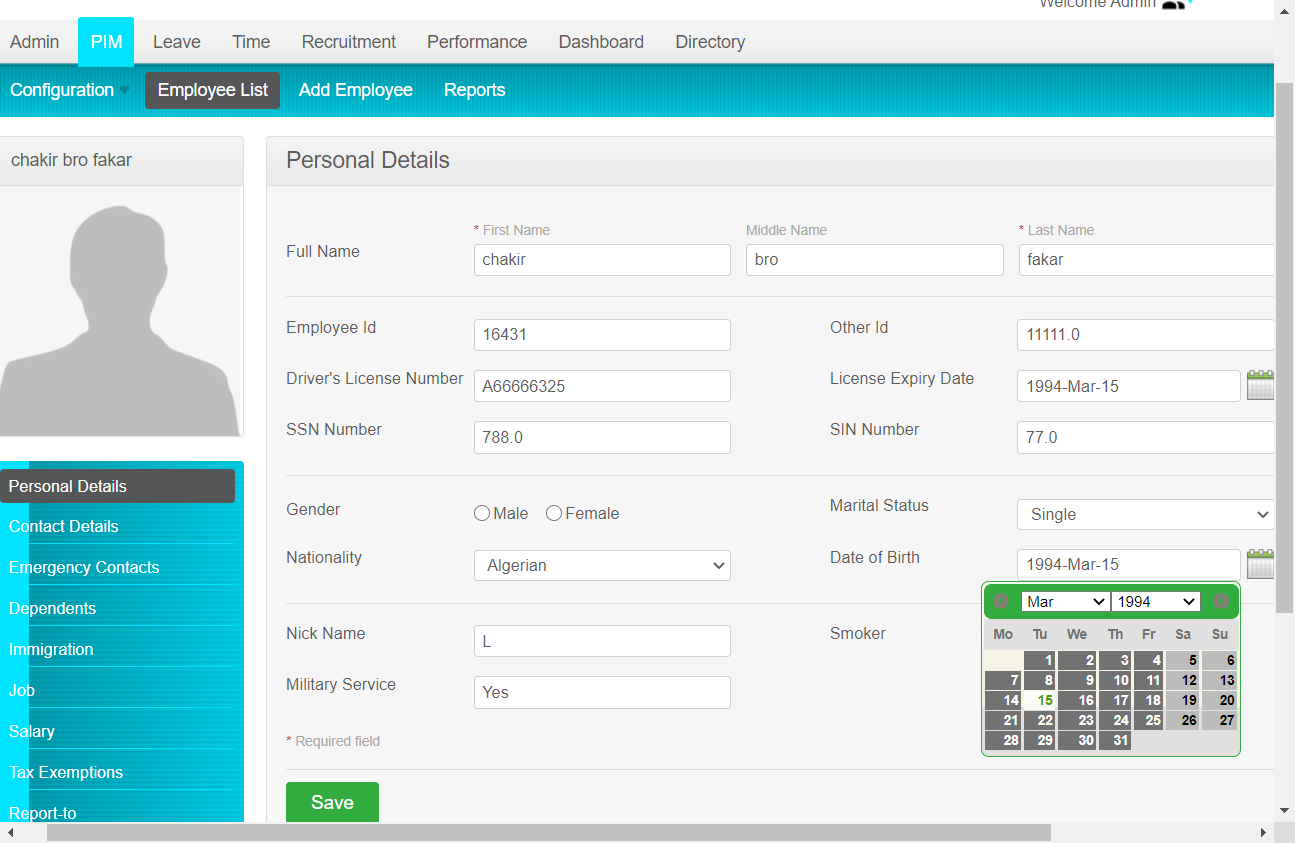 Welcome Admin
Admin PIM Leave Time Recruitment Performance Dashboard Directory
Configuration Employee List Add Employee Reports
chakir bro fakar
Personal Details
* First Name Middle Name * Last Name
Full Name chakir bro fakar
Employee Id 16431 Other Id 11111.0
Driver's License Number A66666325 License Expiry Date 1994-Mar-15
SSN Number 788.0 SIN Number 77.0
Gender Male Female Marital Status Single
Nationality Algerian Date of Birth 1994-Mar-15
Mar 1994
Mo Tu We Th Fr Sa Su
1 2 3 4 5 6
7 8 9 10 11 12 13
14 15 16 17 18 19 20
21 22 23 24 25 26 27
28 29 30 31
Nick Name L Smoker
Military Service Yes
* Required field
Save
Personal Details
Contact Details
Emergency Contacts
Dependents
Immigration
Job
Salary
Tax Exemptions
Report-to